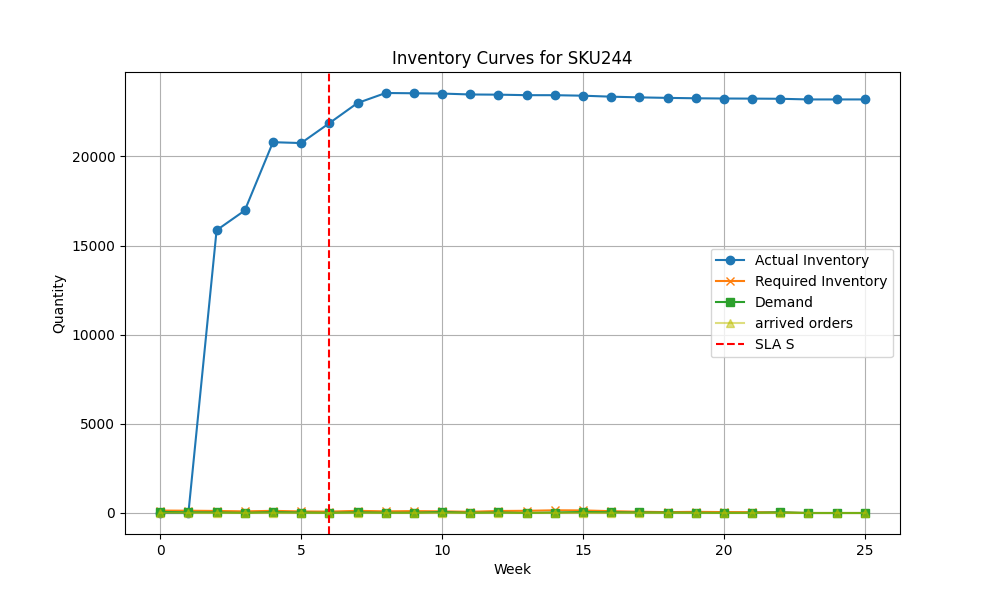 Inventory Curves for SKU244
Quantity
20000
15000
10000
5000
0
Actual Inventory
Required Inventory
Demand
arrived orders
SLA S
0 5 10 15 20 25
Week